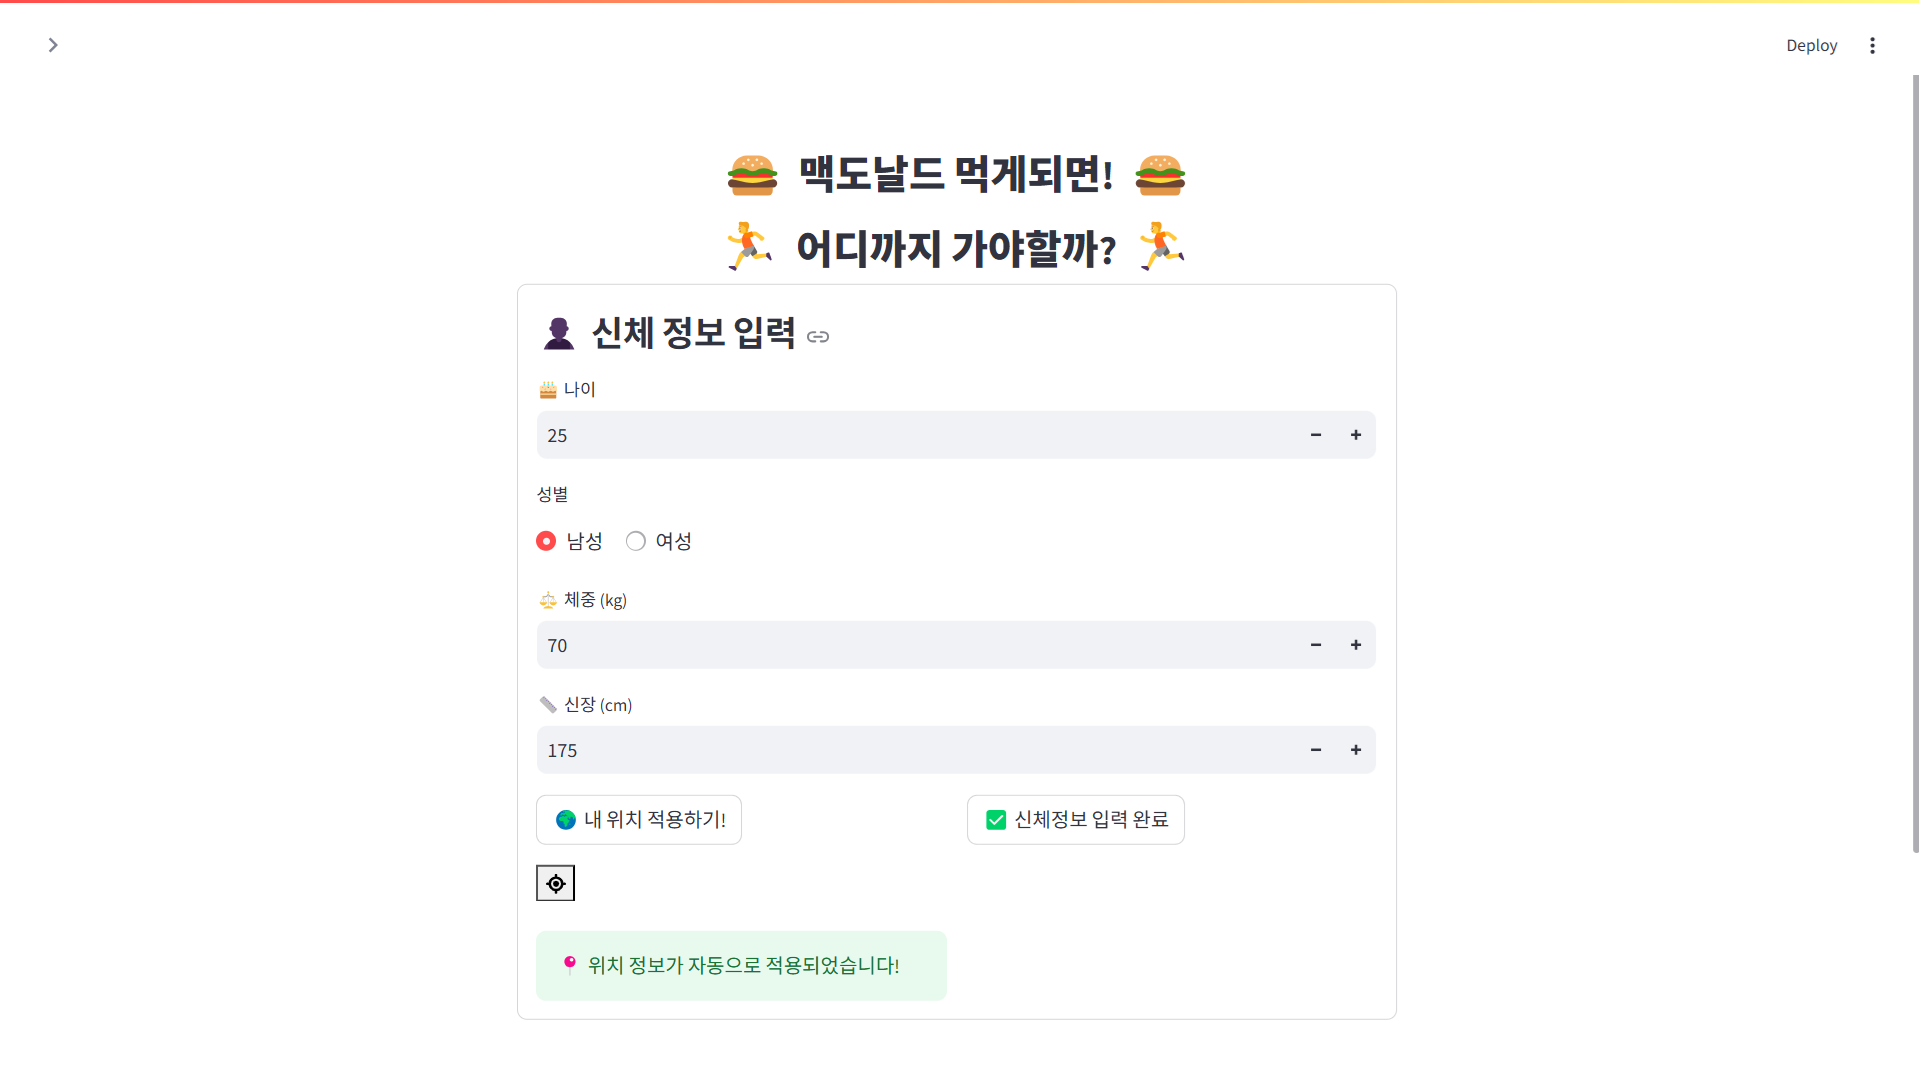 Deploy
맥도날드 먹게되면!
어디까지 가야할까?
신체 정보 입력
나이
25
성별
남성 여성
체중 (kg)
70
신장 (cm)
175
내 위치 적용하기! 신체정보 입력 완료
위치 정보가 자동으로 적용되었습니다!